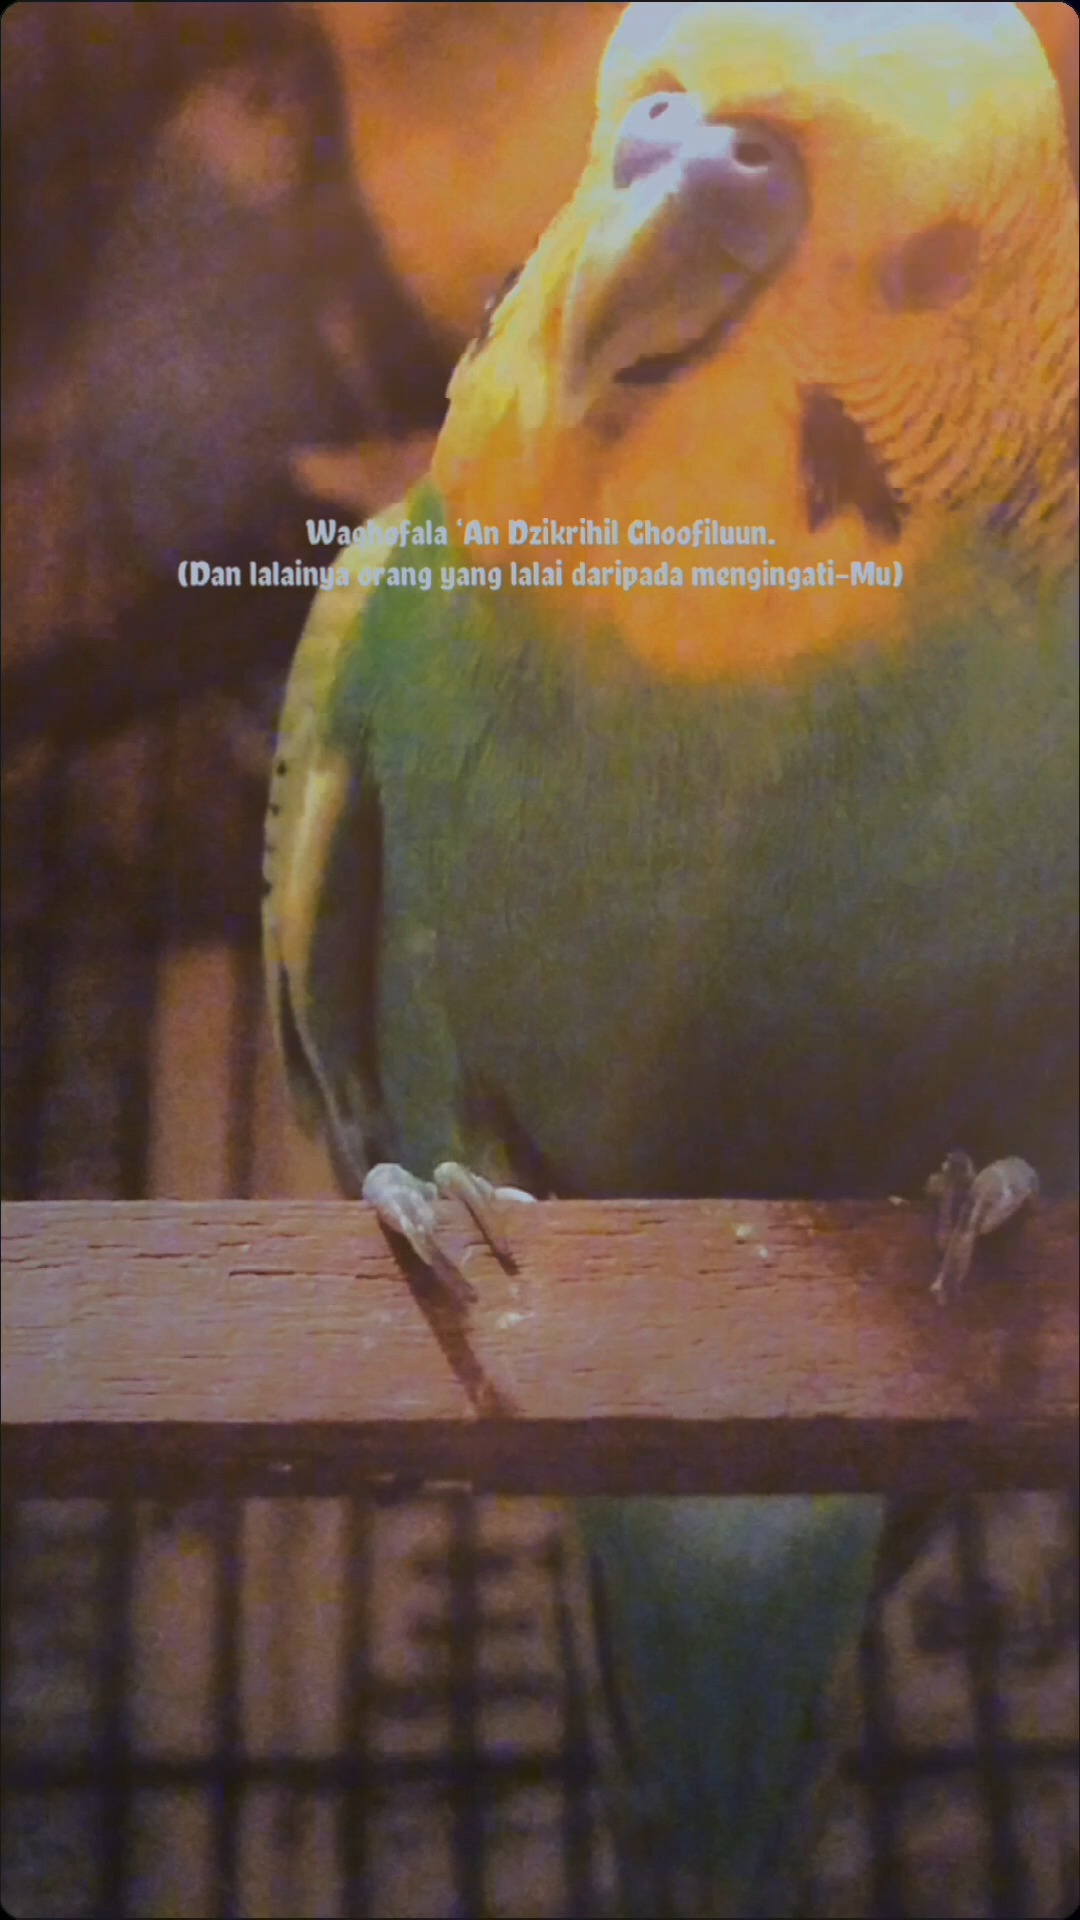 Waghofala ‘An Dzikrihil Ghoofiluun.
(Dan lalainya orang yang lalai daripada mengingati-Mu)